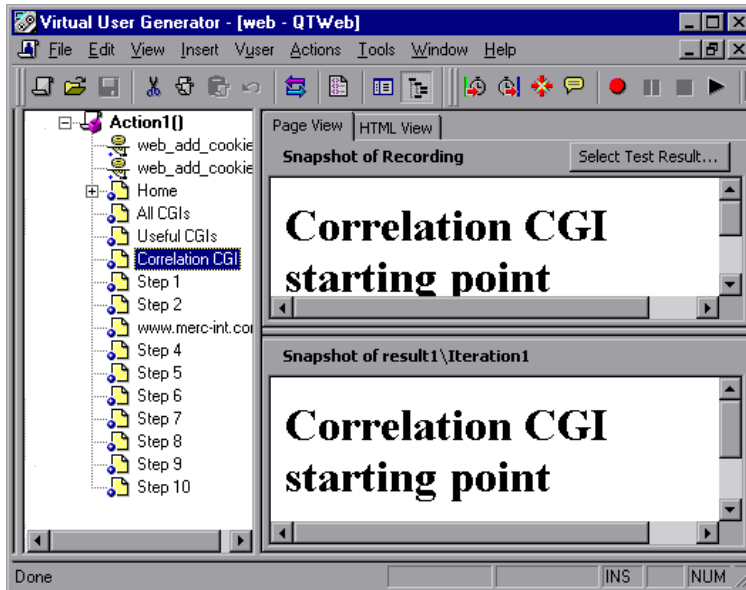 Virtual User Generator - [web - QTWeb]
File Edit View Insert Vuser Actions Tools Window Help
Action1()
web_add_cookie
web_add_cookie
Home
All CGIs
Useful CGIs
Correlation CGI
Step 1
Step 2
www.merc-int.co
Step 4
Step 5
Step 6
Step 7
Step 8
Step 9
Step 10
Page View HTML View
Snapshot of Recording Select Test Result...
Correlation CGI
starting point
Snapshot of result1\Iteration1
Correlation CGI
starting point
Done INS NUM